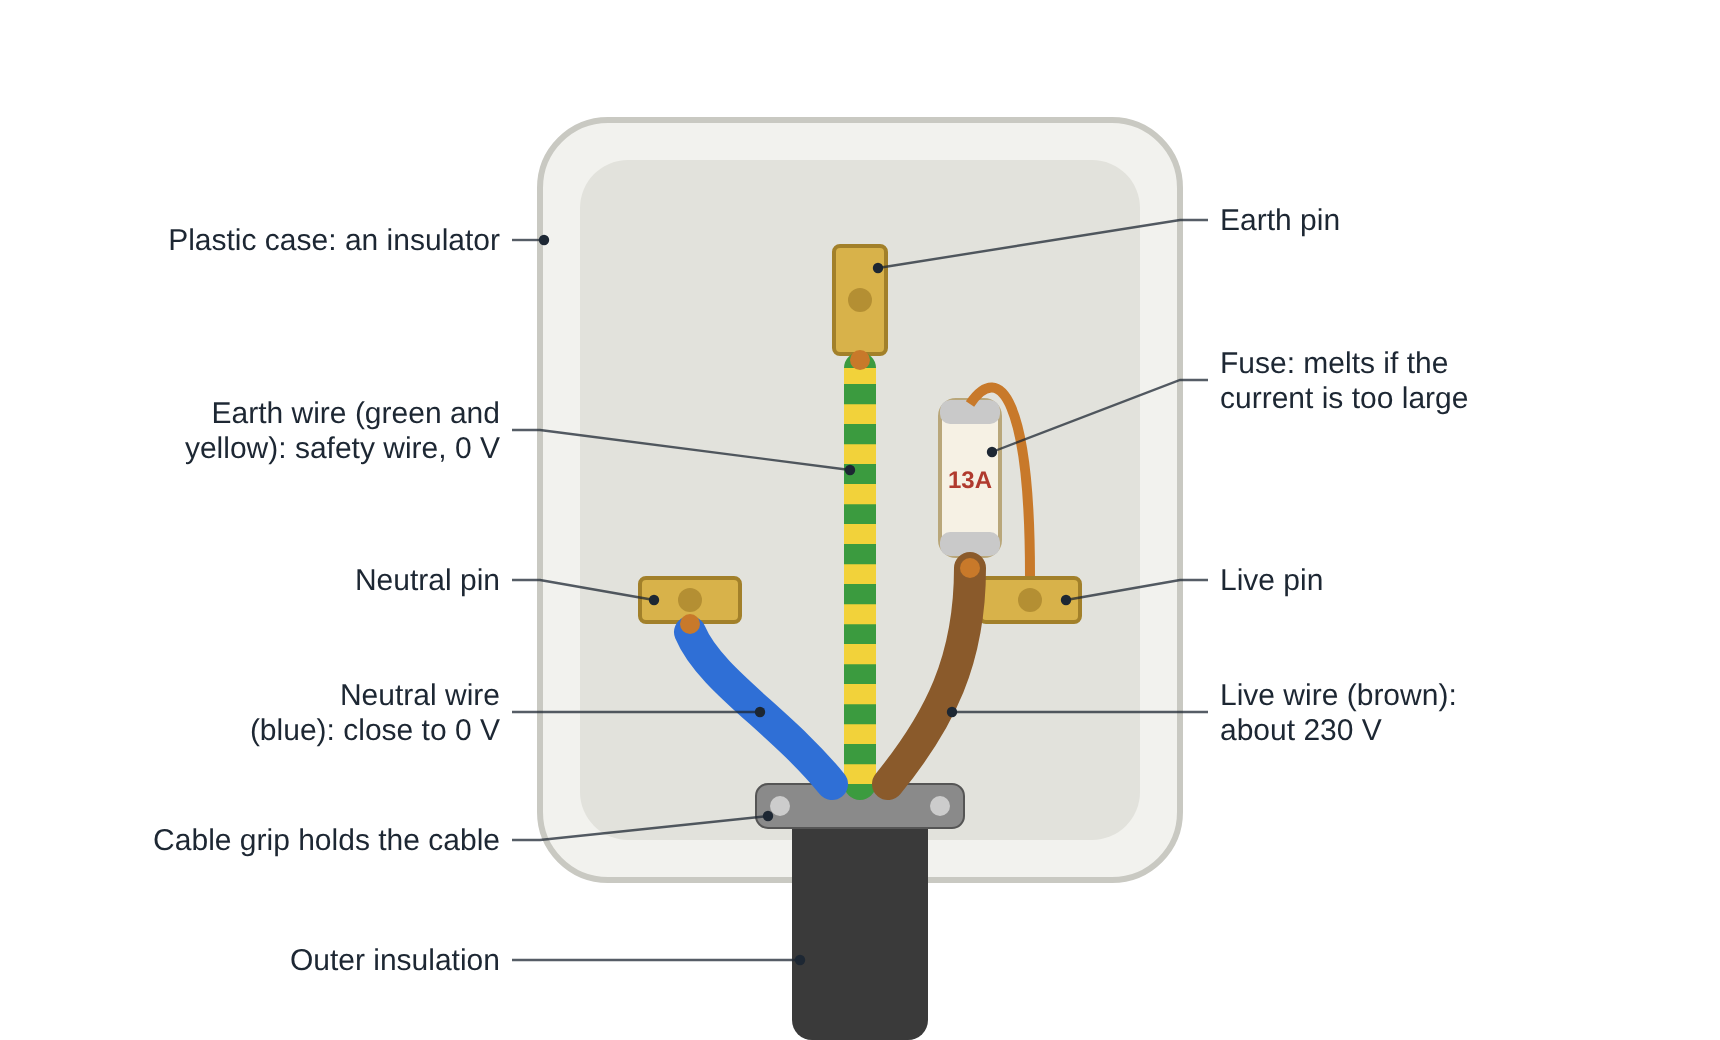 Plastic case: an insulator
Earth pin
Fuse: melts if the
current is too large
Earth wire (green and
yellow): safety wire, 0 V
13A
Neutral pin
Live pin
Neutral wire
(blue): close to 0 V
Live wire (brown):
about 230 V
Cable grip holds the cable
Outer insulation